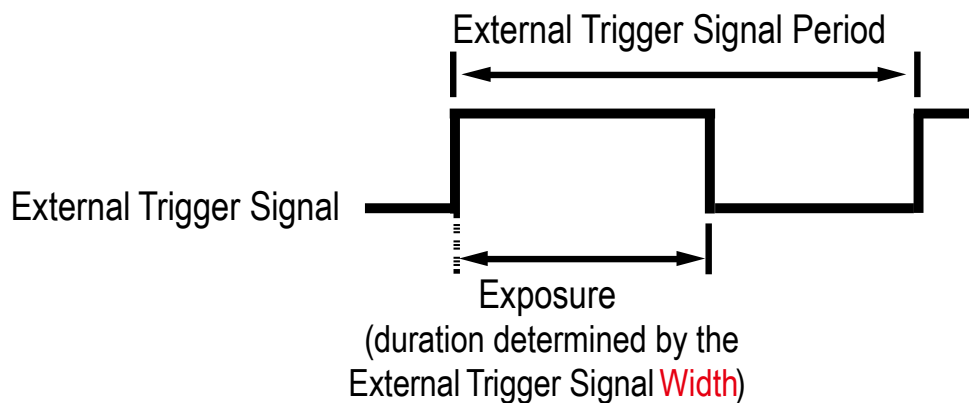 External Trigger Signal Period
External Trigger Signal
Exposure
(duration determined by the
External Trigger Signal Width)